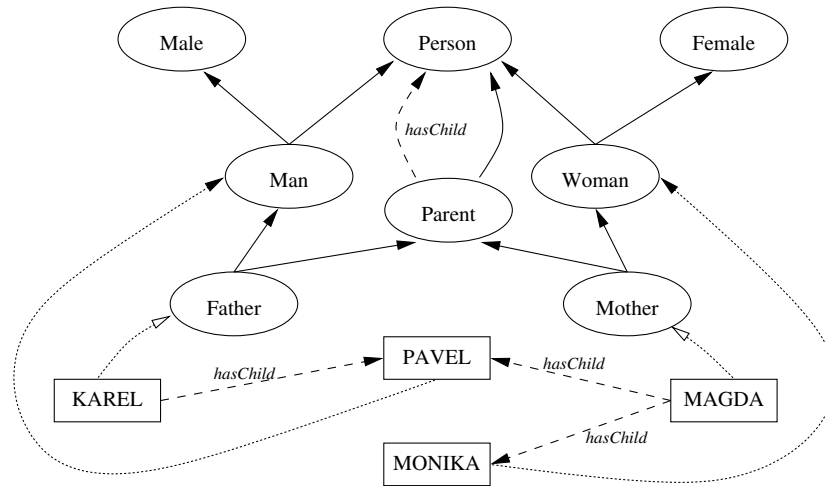 Male
Person
Female
hasChild
Man
Woman
Parent
Father
Mother
PAVEL
hasChild
hasChild
KAREL
MAGDA
hasChild
MONIKA